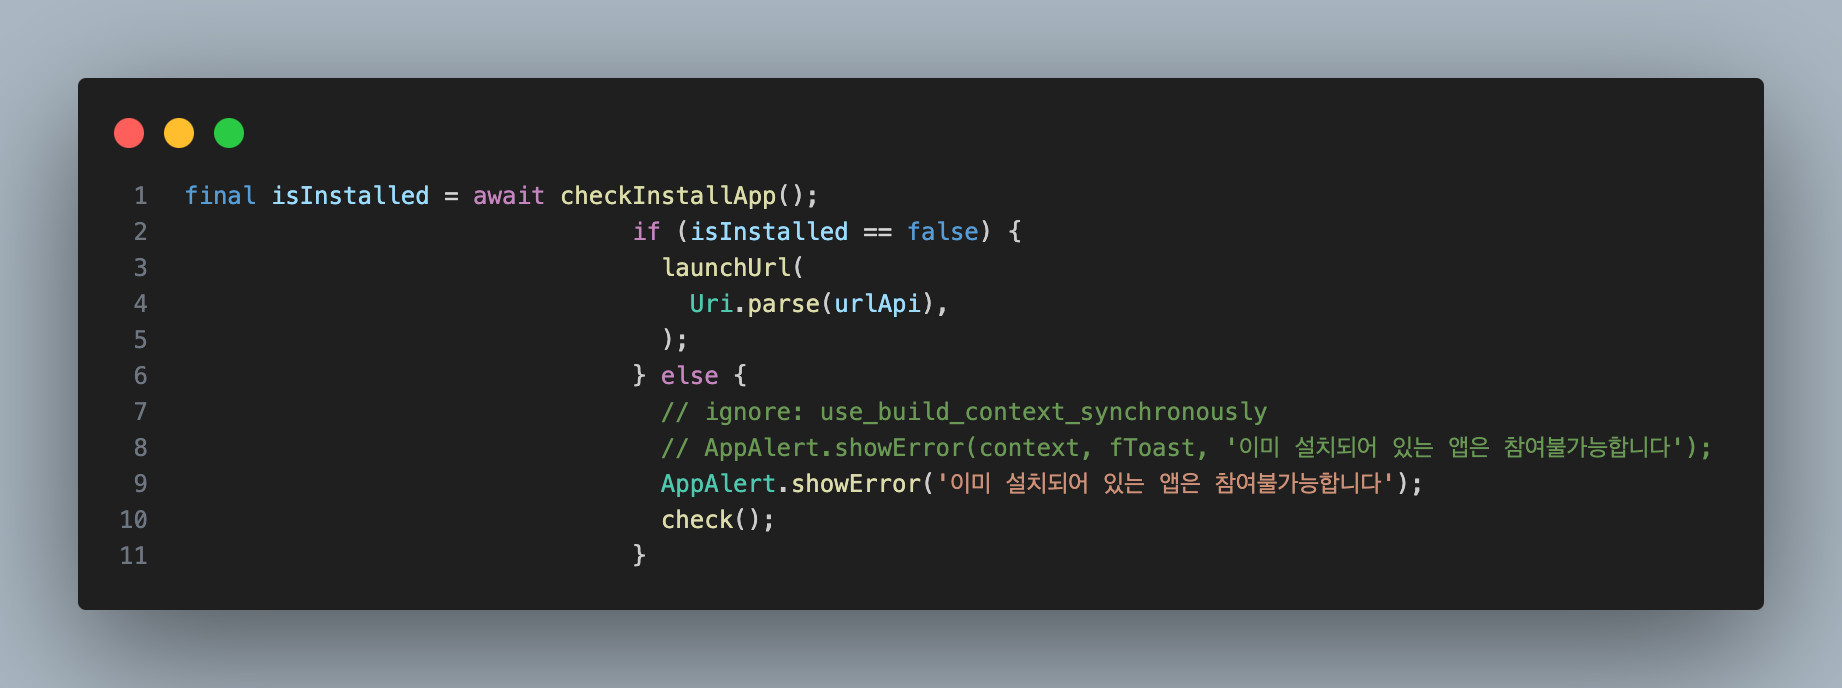 1 final isInstalled = await checkInstallApp();
2 if (isInstalled == false) {
3 launchUrl(
4 Uri.parse(urlApi),
5 );
6 } else {
7 // ignore: use_build_context_synchronously
8 // AppAlert.showError(context, fToast, '이미 설치되어 있는 앱은 참여불가능합니다');
9 AppAlert.showError('이미 설치되어 있는 앱은 참여불가능합니다');
10 check();
11 }